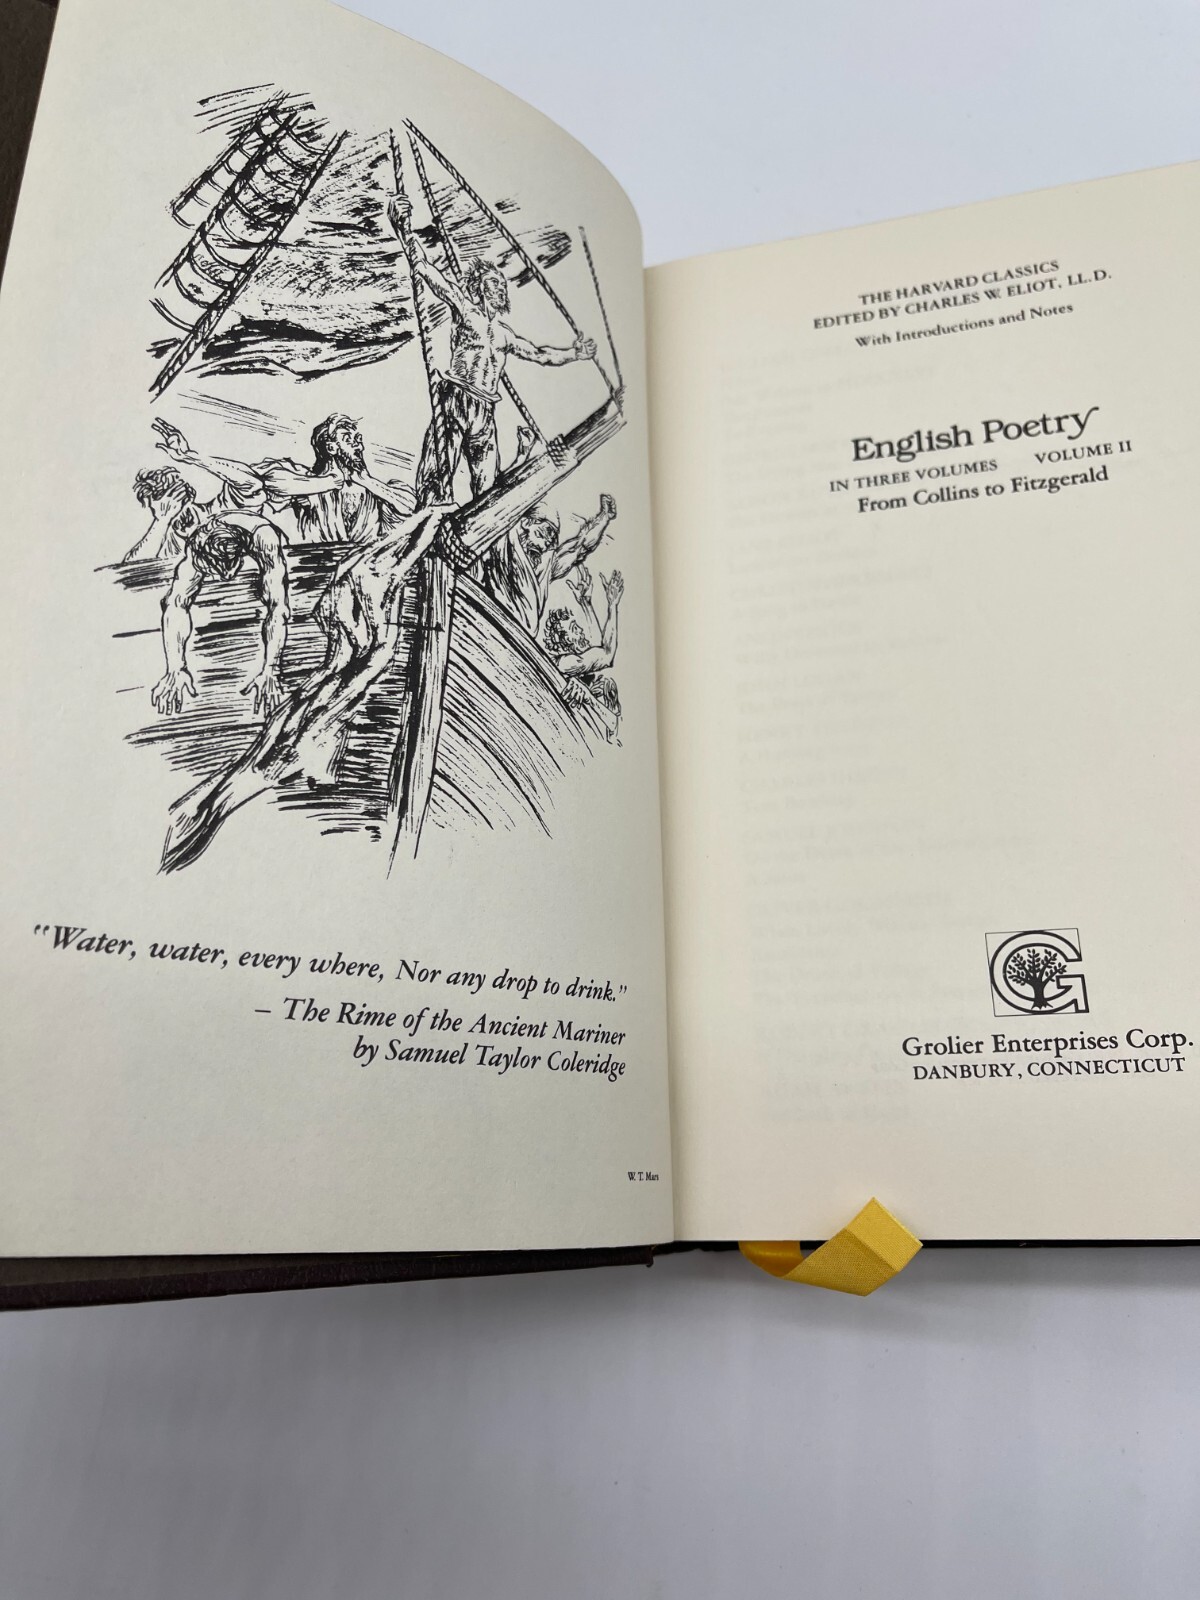 "Water, water, every where, Nor any drop to drink."
– The Rime of the Ancient Mariner
by Samuel Taylor Coleridge
W. T. Mars
THE HARVARD CLASSICS
EDITED BY CHARLES W. ELIOT, LL.D.
With Introductions and Notes
English Poetry
IN THREE VOLUMES VOLUME II
From Collins to Fitzgerald
G
Grolier Enterprises Corp.
DANBURY, CONNECTICUT